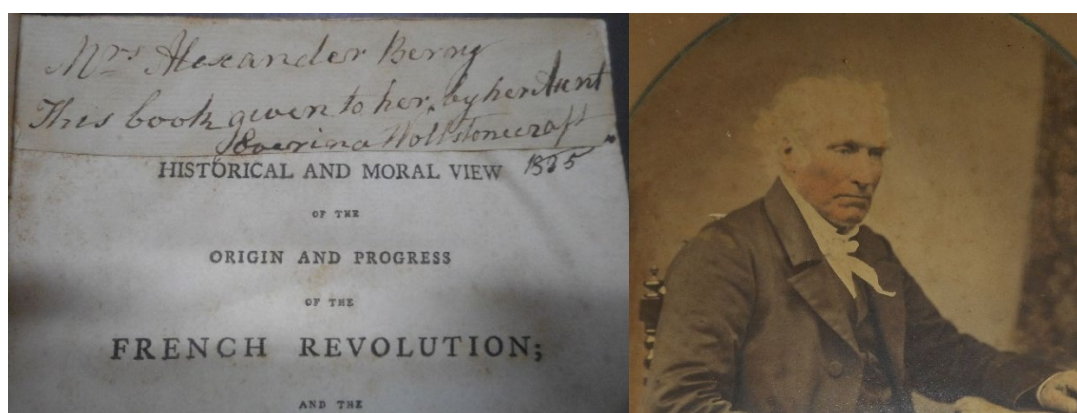 Mrs Alexander Berry
This book given to her, by her Aunt
Everina Wollstonecraft
1835
HISTORICAL AND MORAL VIEW
OF THE
ORIGIN AND PROGRESS
OF THE
FRENCH REVOLUTION;
AND THE